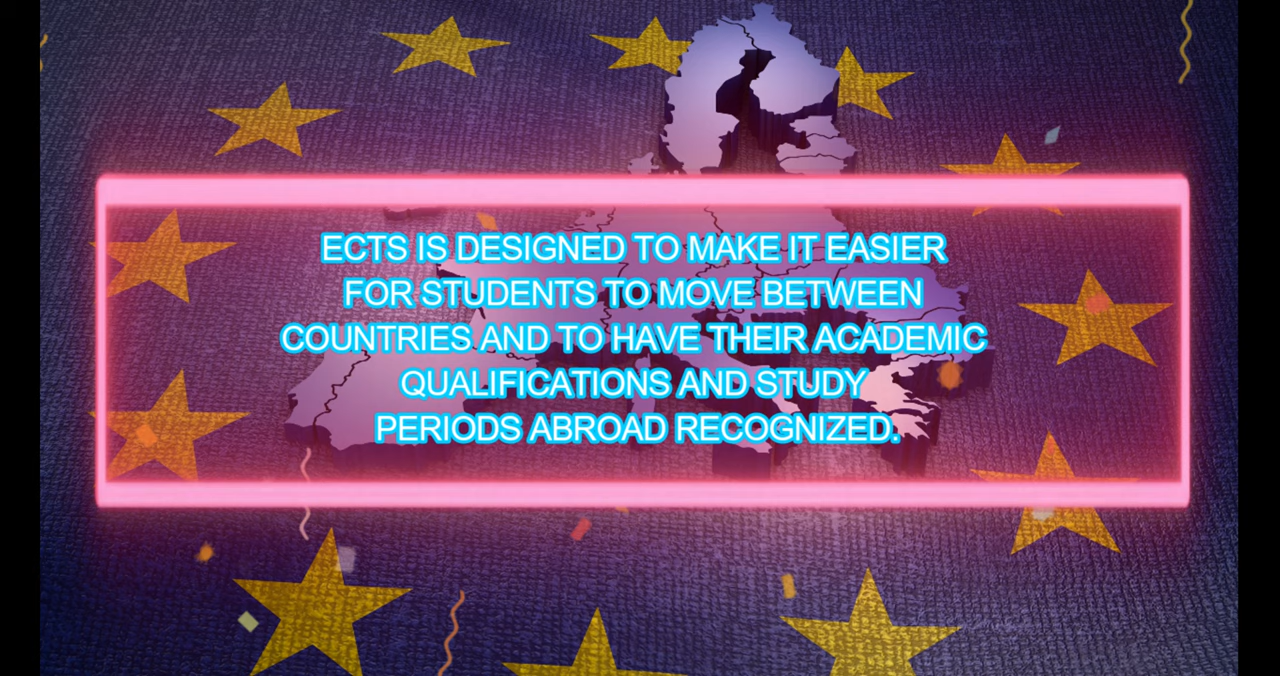 ECTS IS DESIGNED TO MAKE IT EASIER
FOR STUDENTS TO MOVE BETWEEN
COUNTRIES AND TO HAVE THEIR ACADEMIC
QUALIFICATIONS AND STUDY
PERIODS ABROAD RECOGNIZED.